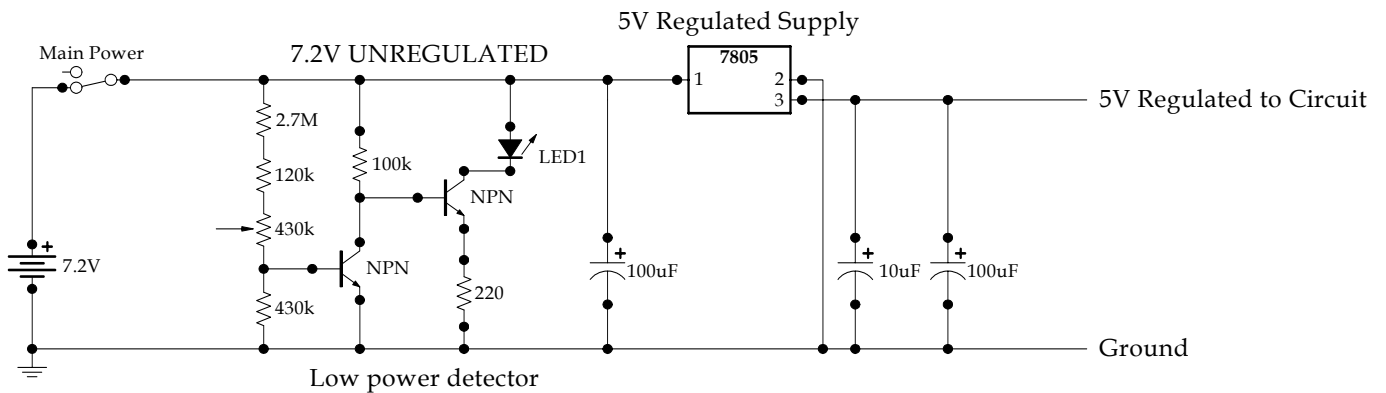 5V Regulated Supply
Main Power
7.2V UNREGULATED
7805
1
2
3
5V Regulated to Circuit
2.7M
100k
LED1
120k
NPN
430k
+
7.2V
NPN
+
100uF
+
10uF
+
100uF
220
430k
Ground
Low power detector